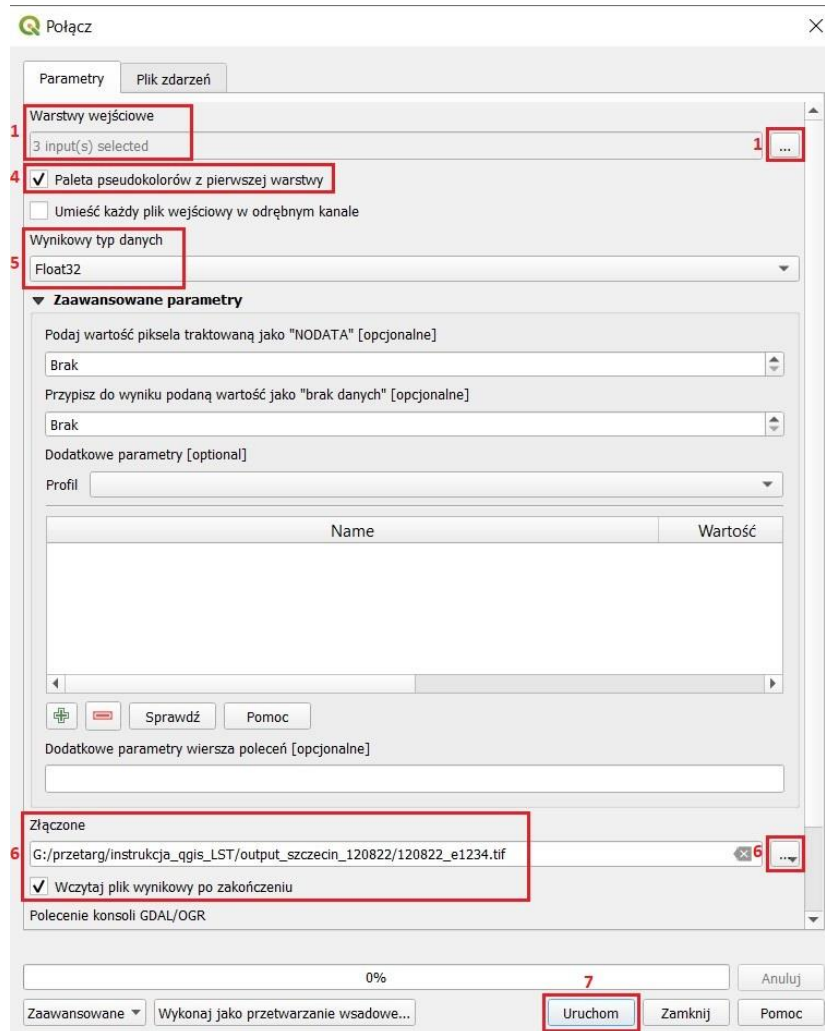 Połącz
Parametry
Plik zdarzeń
Warstwy wejściowe
1
3 input(s) selected
1
...
4
Paleta pseudokolorów z pierwszej warstwy
Umieść każdy plik wejściowy w odrębnym kanale
Wynikowy typ danych
5
Float32
Zaawansowane parametry
Podaj wartość piksela traktowaną jako "NODATA" [opcjonalne]
Brak
Przypisz do wyniku podaną wartość jako "brak danych" [opcjonalne]
Brak
Dodatkowe parametry [optional]
Profil
Name
Wartość
Sprawdź
Pomoc
Dodatkowe parametry wiersza poleceń [opcjonalne]
Złączone
6
G:/przetarg/instrukcja_qgis_LST/output_szczecin_120822/120822_e1234.tif
6
...
Wczytaj plik wynikowy po zakończeniu
Polecenie konsoli GDAL/OGR
0%
7
Anuluj
Zaawansowane
Wykonaj jako przetwarzanie wsadowe...
Uruchom
Zamknij
Pomoc